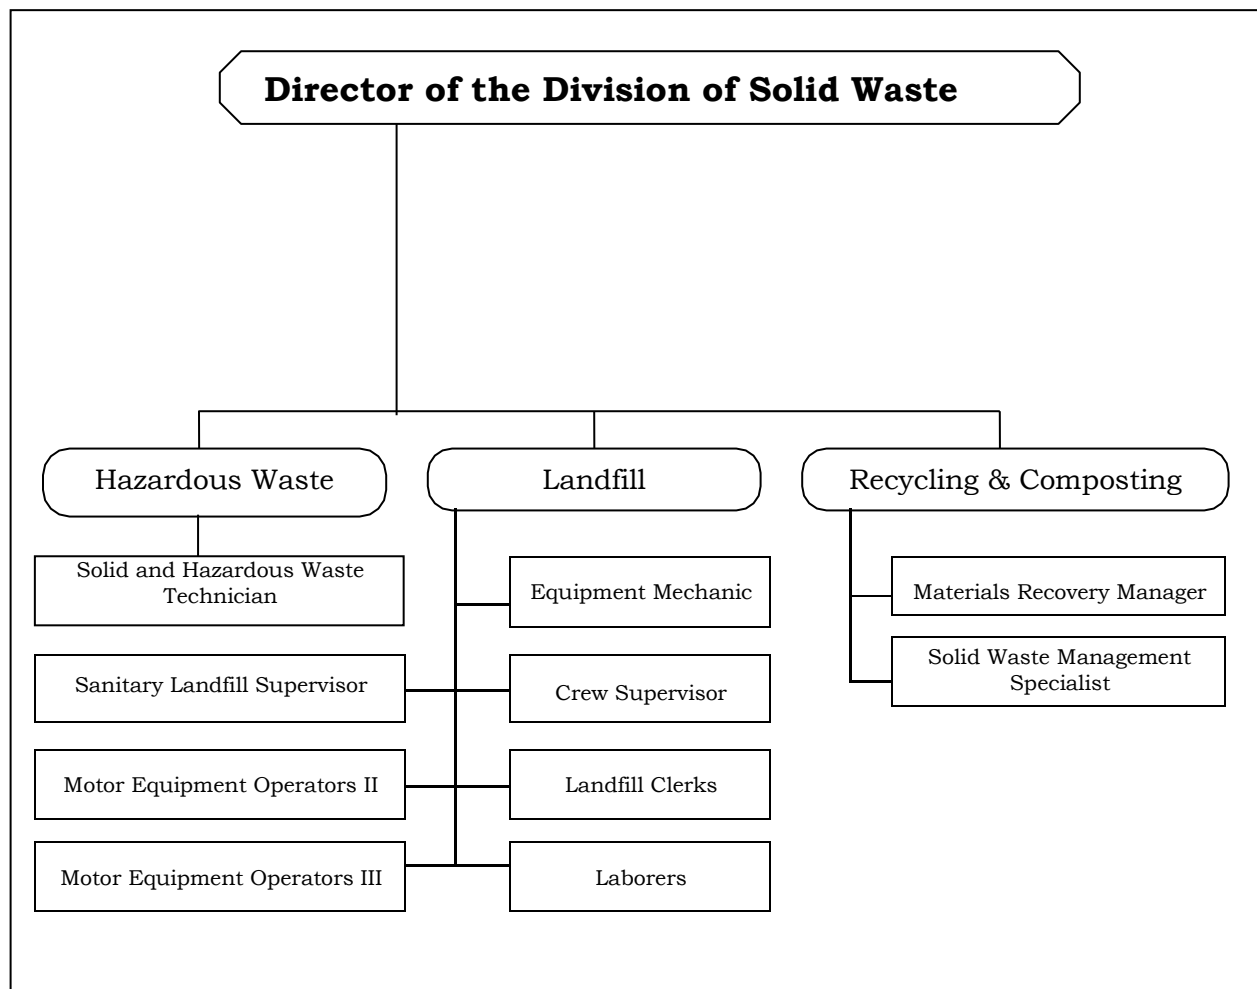 Director of the Division of Solid Waste
Hazardous Waste
Landfill
Recycling & Composting
Solid and Hazardous Waste
Technician
Equipment Mechanic
Materials Recovery Manager
Sanitary Landfill Supervisor
Crew Supervisor
Solid Waste Management
Specialist
Motor Equipment Operators II
Landfill Clerks
Motor Equipment Operators III
Laborers